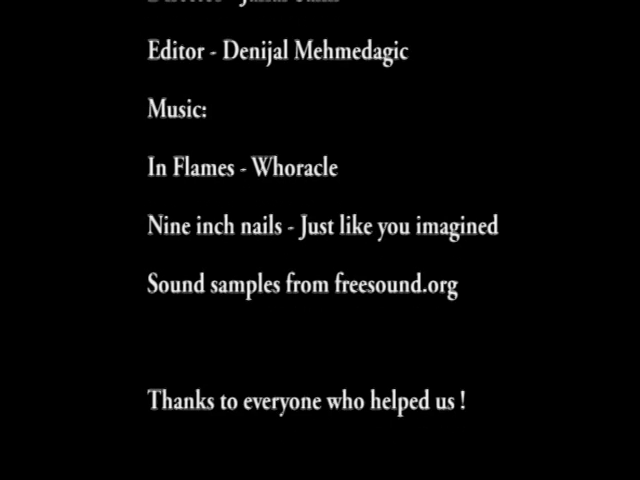 Editor - Denijal Mehmedagic
Music:
In Flames - Whoracle
Nine inch nails - Just like you imagined
Sound samples from freesound.org
Thanks to everyone who helped us !